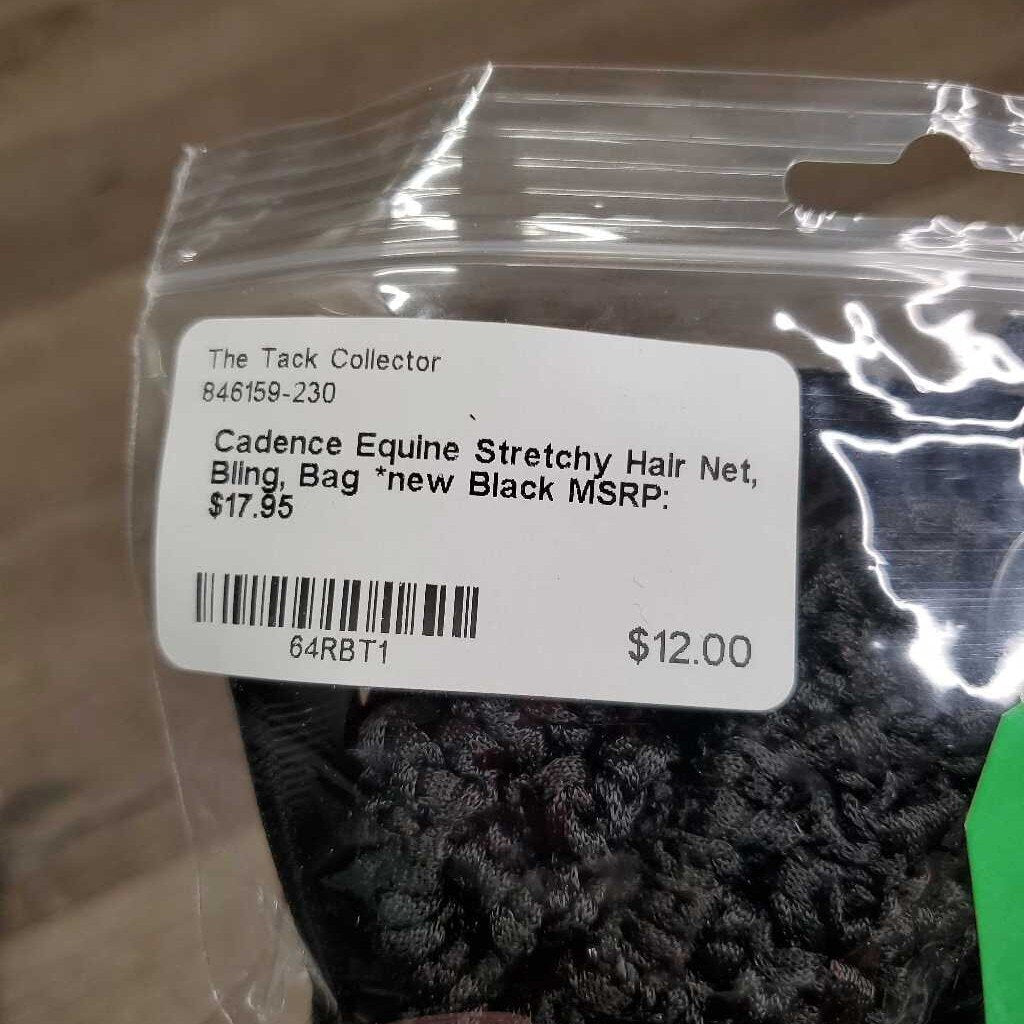 The Tack Collector
846159-230
Cadence Equine Stretchy Hair Net,
Bling, Bag *new Black MSRP:
$17.95
64RBT1
$12.00